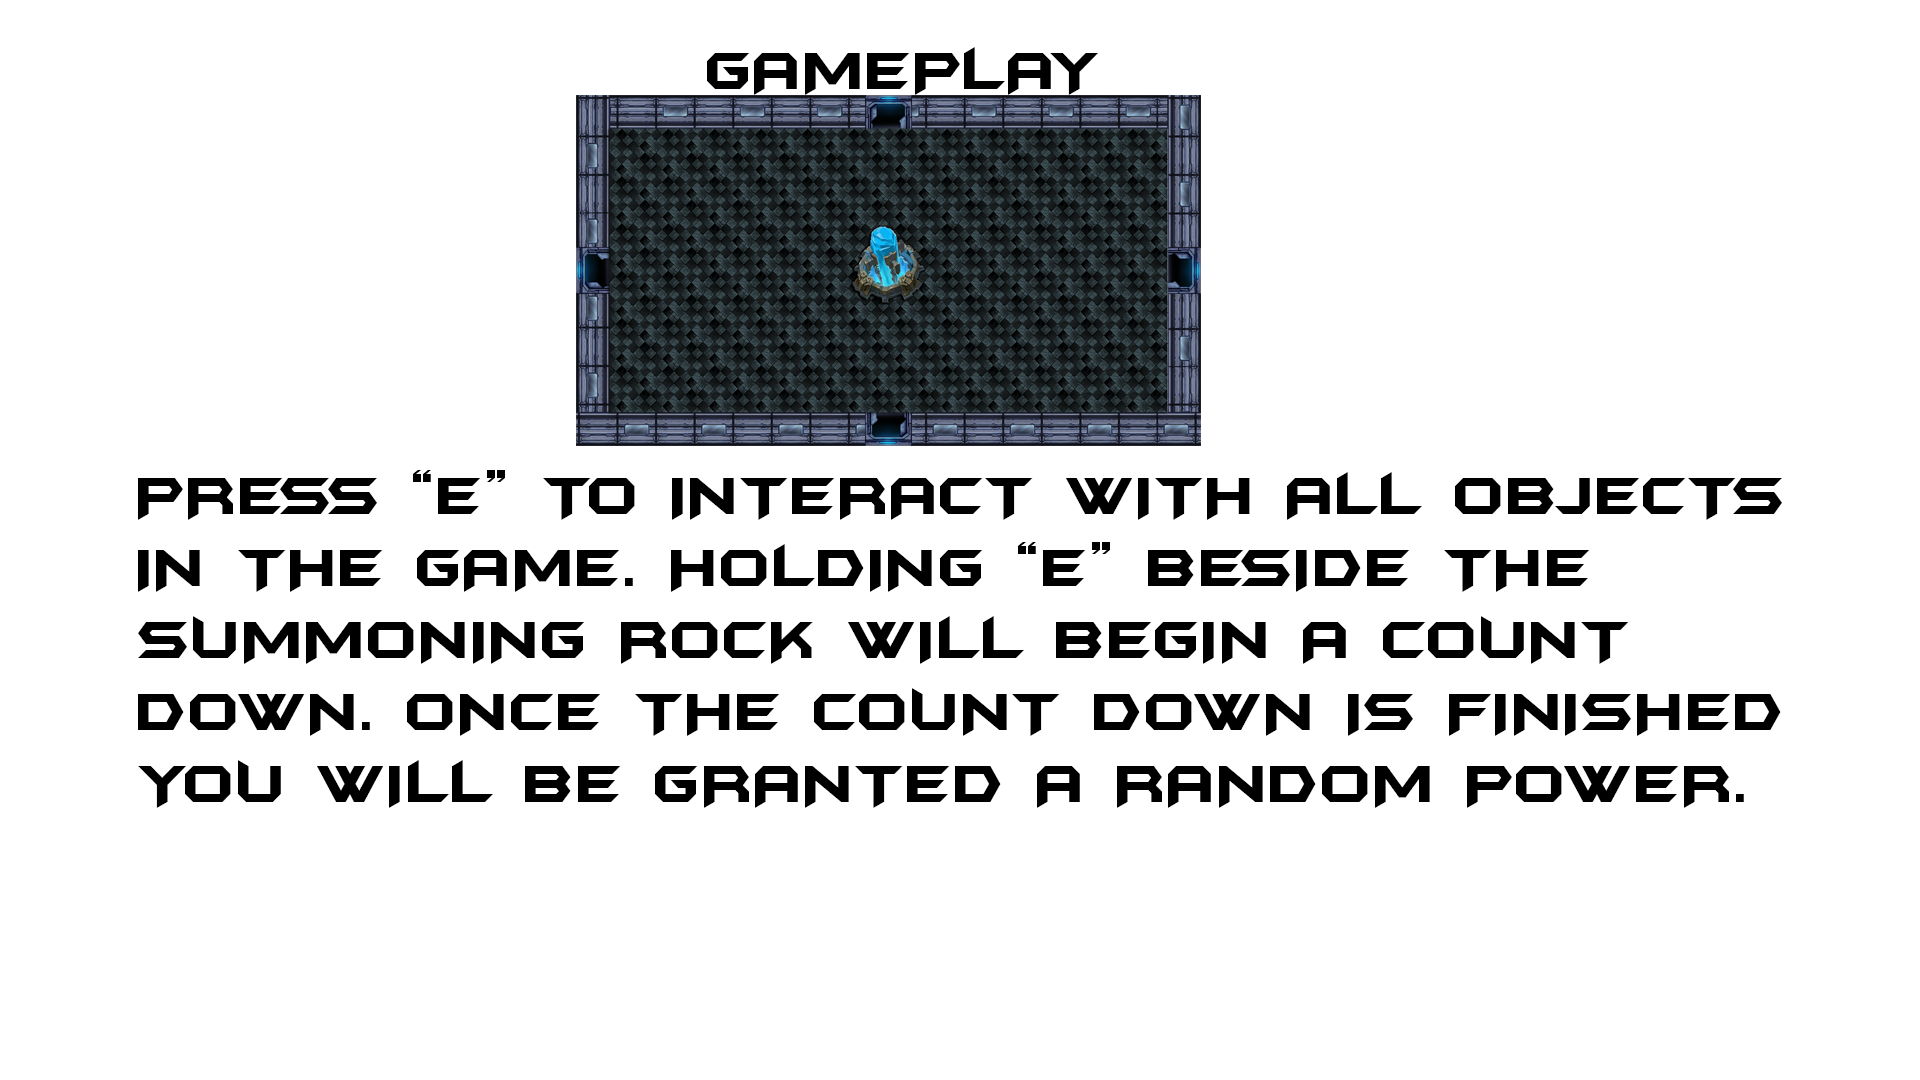 GAMEPLAY
PRESS “E” TO INTERACT WITH ALL OBJECTS
IN THE GAME. HOLDING “E” BESIDE THE
SUMMONING ROCK WILL BEGIN A COUNT
DOWN. ONCE THE COUNT DOWN IS FINISHED
YOU WILL BE GRANTED A RANDOM POWER.